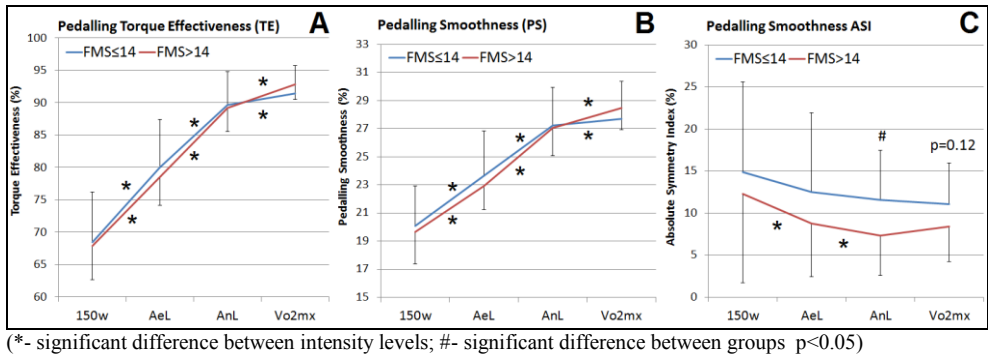 Pedalling Torque Effectiveness (TE)
A
FMS≤14 FMS>14
Torque Effectiveness (%)
100
95
90
85
80
75
70
65
60
* * *
* * *
150w AeL AnL Vo2mx
Pedalling Smoothness (PS)
B
FMS≤14 FMS>14
Pedalling Smoothness (%)
33
31
29
27
25
23
21
19
17
15
* * *
* * *
150w AeL AnL Vo2mx
Pedalling Smoothness ASI
C
FMS≤14 FMS>14
Absolute Symmetry Index (%)
30
25
20
15
10
5
0
#
p=0.12
* *
150w AeL AnL Vo2mx
(*- significant difference between intensity levels; #- significant difference between groups p<0.05)